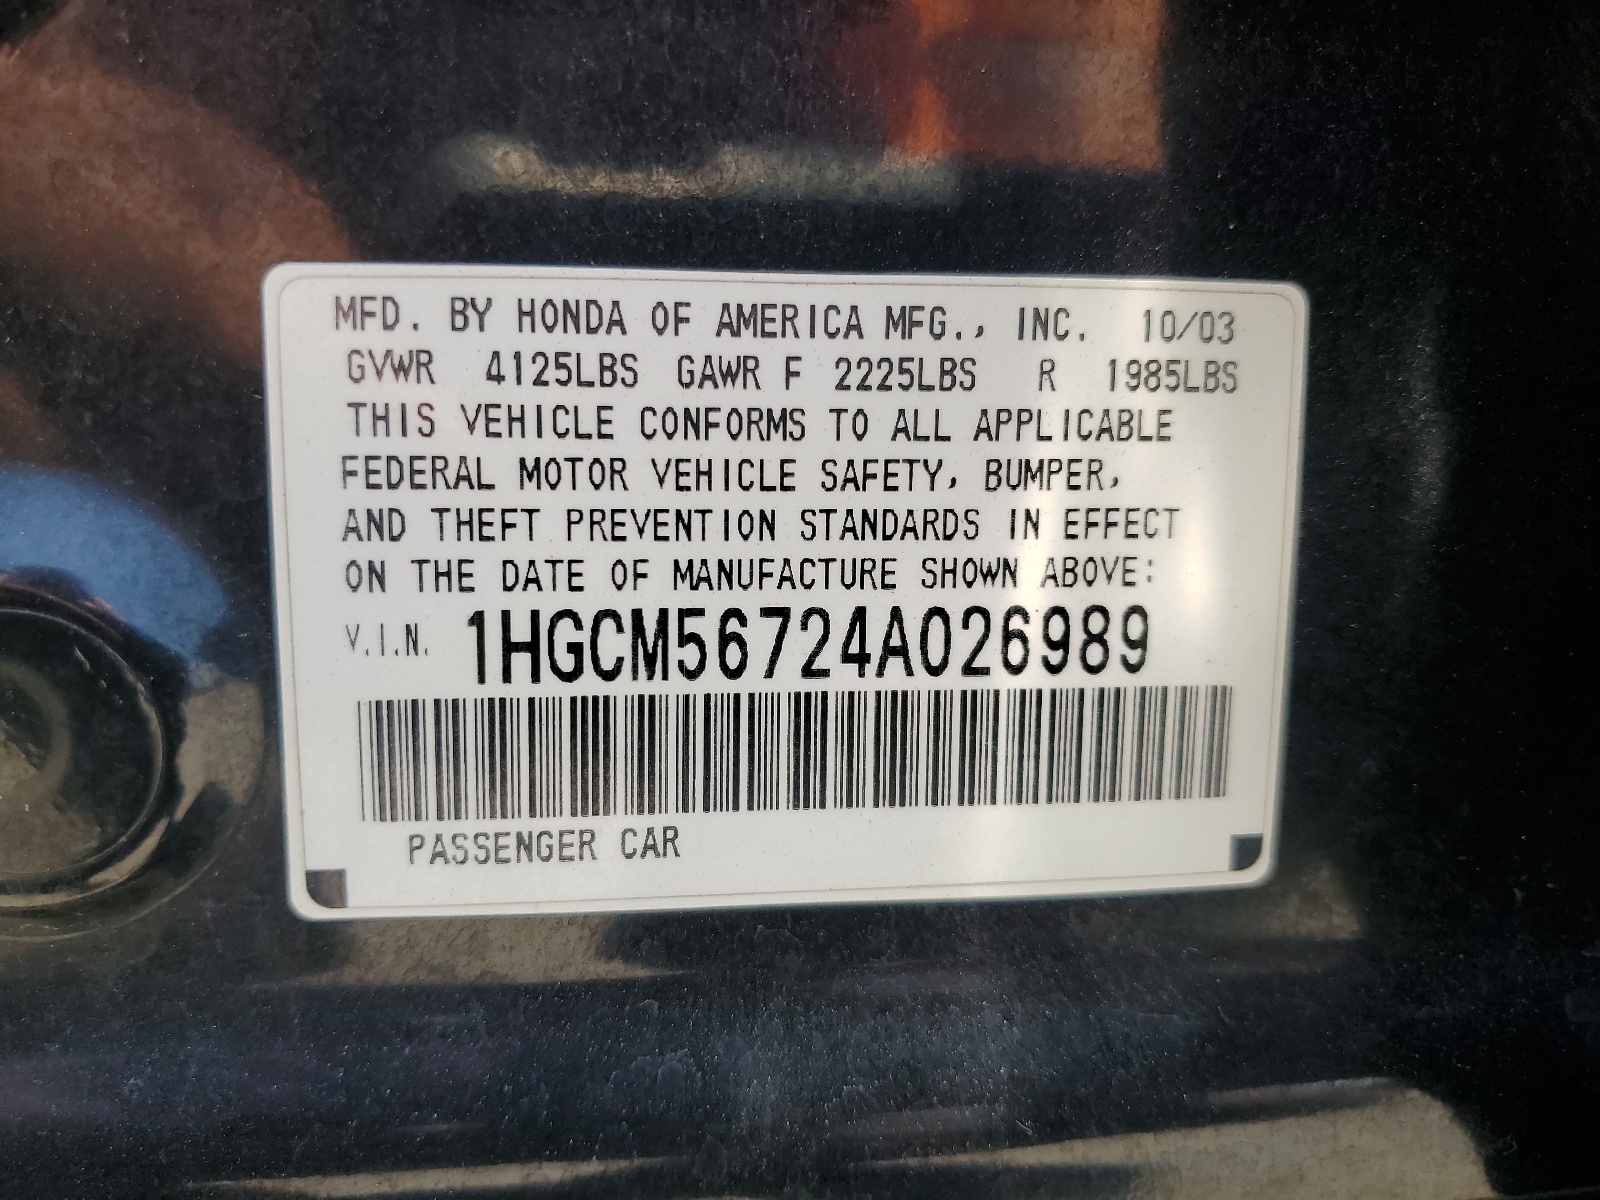 MFD. BY HONDA OF AMERICA MFG., INC. 10/03
GVWR 4125LBS GAWR F 2225LBS R 1985LBS
THIS VEHICLE CONFORMS TO ALL APPLICABLE
FEDERAL MOTOR VEHICLE SAFETY, BUMPER,
AND THEFT PREVENTION STANDARDS IN EFFECT
ON THE DATE OF MANUFACTURE SHOWN ABOVE:
V.I.N. 1HGCM56724A026989
PASSENGER CAR